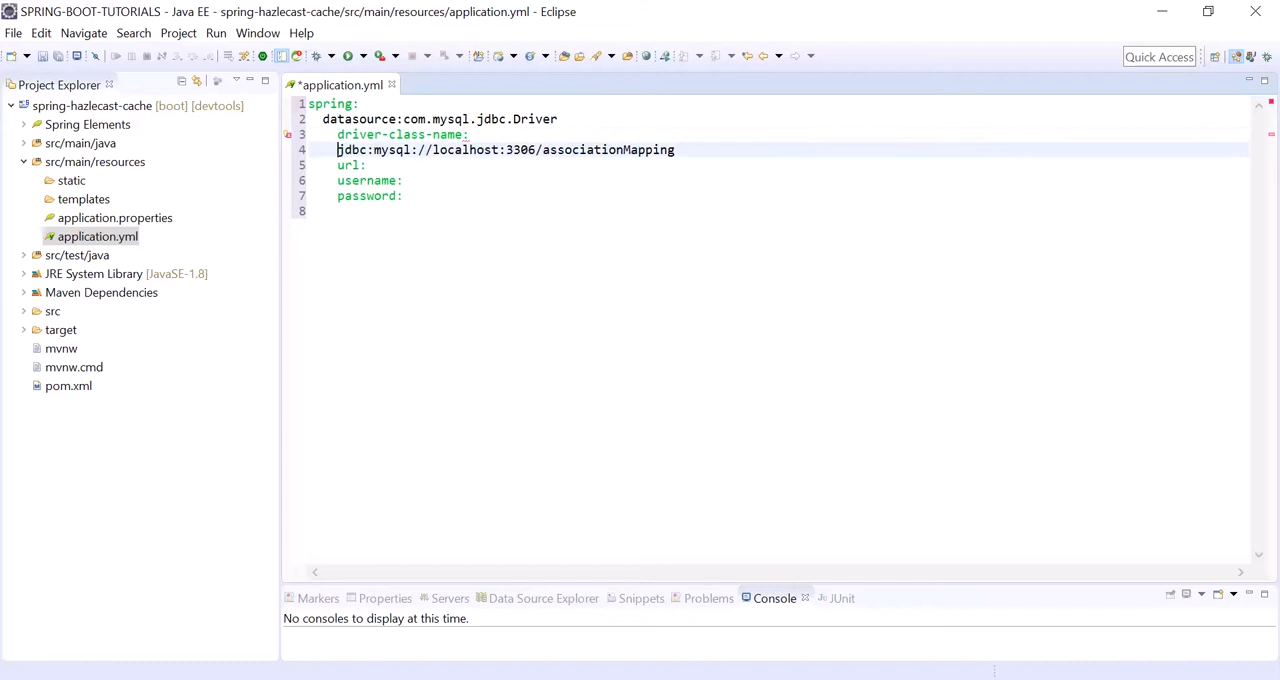 SPRING-BOOT-TUTORIALS - Java EE - spring-hazlecast-cache/src/main/resources/application.yml - Eclipse
File Edit Navigate Search Project Run Window Help
Quick Access
Project Explorer
spring-hazlecast-cache [boot] [devtools]
Spring Elements
src/main/java
src/main/resources
static
templates
application.properties
application.yml
src/test/java
JRE System Library [JavaSE-1.8]
Maven Dependencies
src
target
mvnw
mvnw.cmd
pom.xml
*application.yml
1 spring:
2 datasource:com.mysql.jdbc.Driver
3 driver-class-name:
4 jdbc:mysql://localhost:3306/associationMapping
5 url:
6 username:
7 password:
8
Markers Properties Servers Data Source Explorer Snippets Problems Console JUnit
No consoles to display at this time.